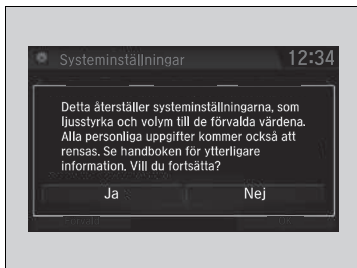 Systeminställningar
12:34
Detta återställer systeminställningarna, som
ljusstyrka och volym till de förvalda värdena.
Alla personliga uppgifter kommer också att
rensas. Se handboken för ytterligare
information. Vill du fortsätta?
Ja
Nej